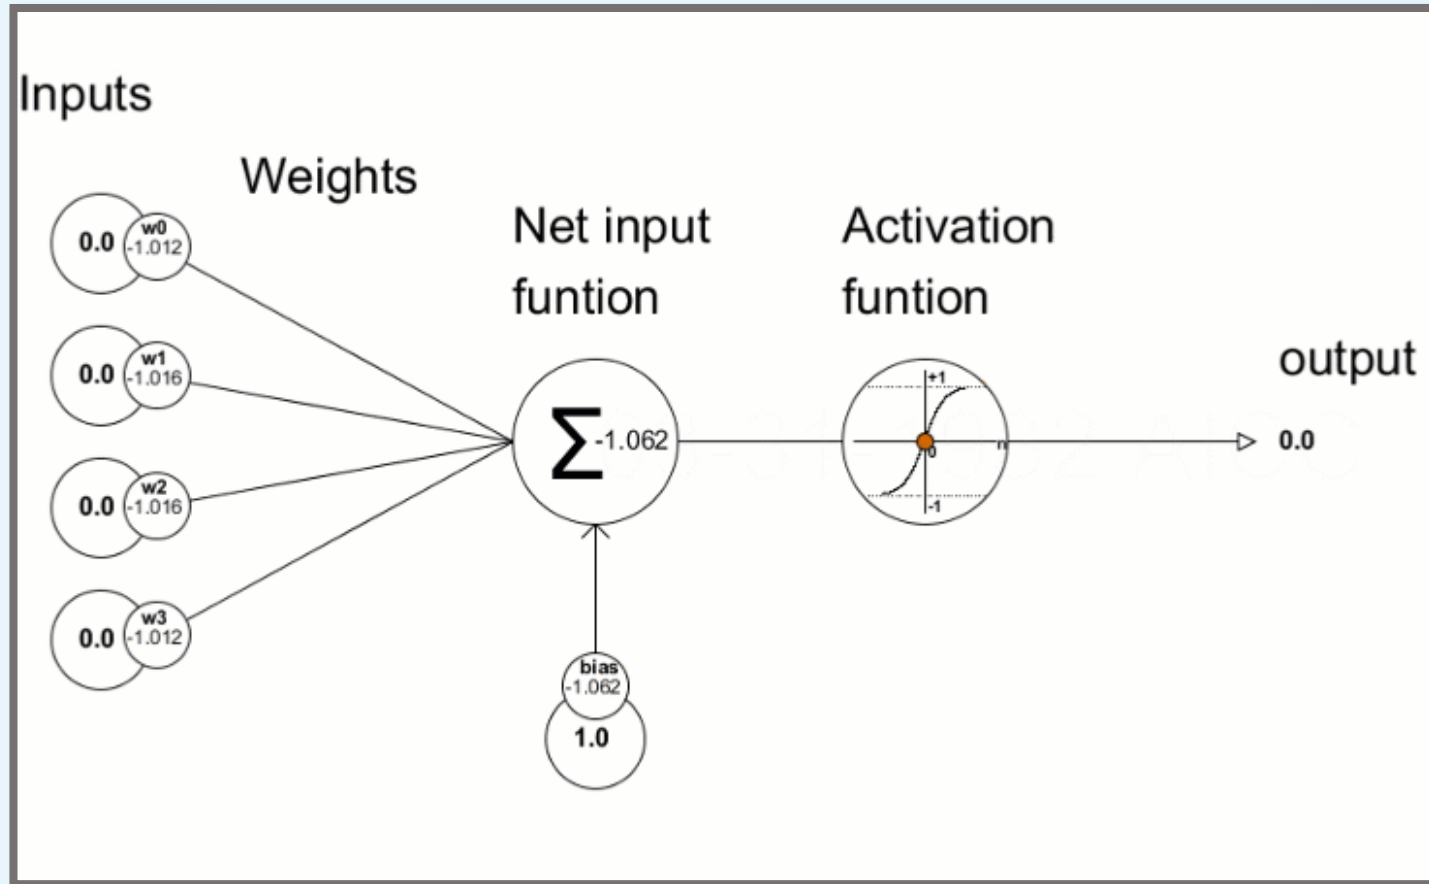 Inputs
Weights
Net input
funtion
Activation
funtion
output
0.0
w0
-1.012
0.0
w1
-1.016
0.0
w2
-1.016
0.0
w3
-1.012
Σ -1.062
bias
-1.062
1.0
+1
0
n
-1
0.0